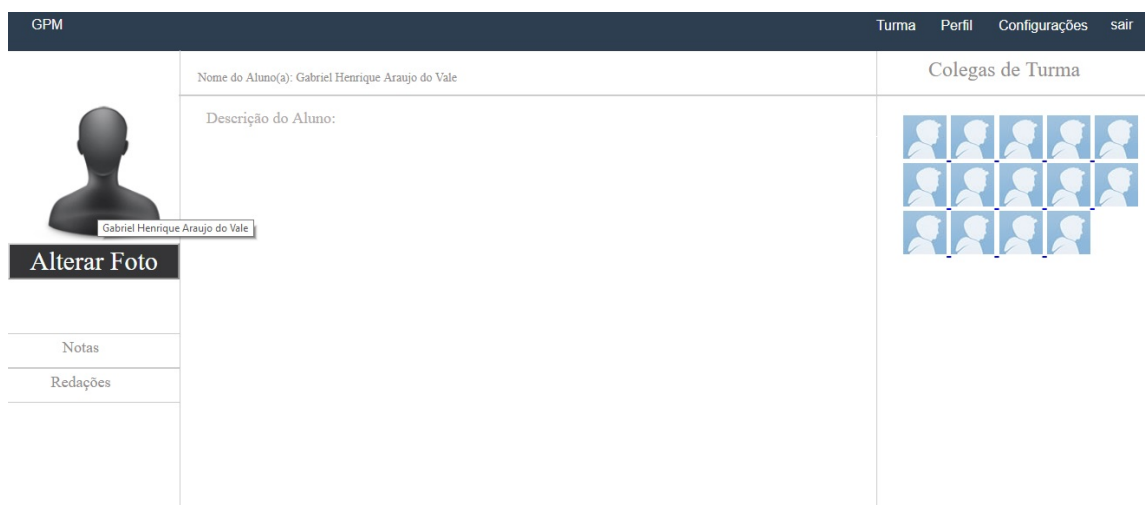 GPM
Turma Perfil Configurações sair
Nome do Aluno(a): Gabriel Henrique Araujo do Vale
Colegas de Turma
Descrição do Aluno:
Gabriel Henrique Araujo do Vale
Alterar Foto
Notas
Redações